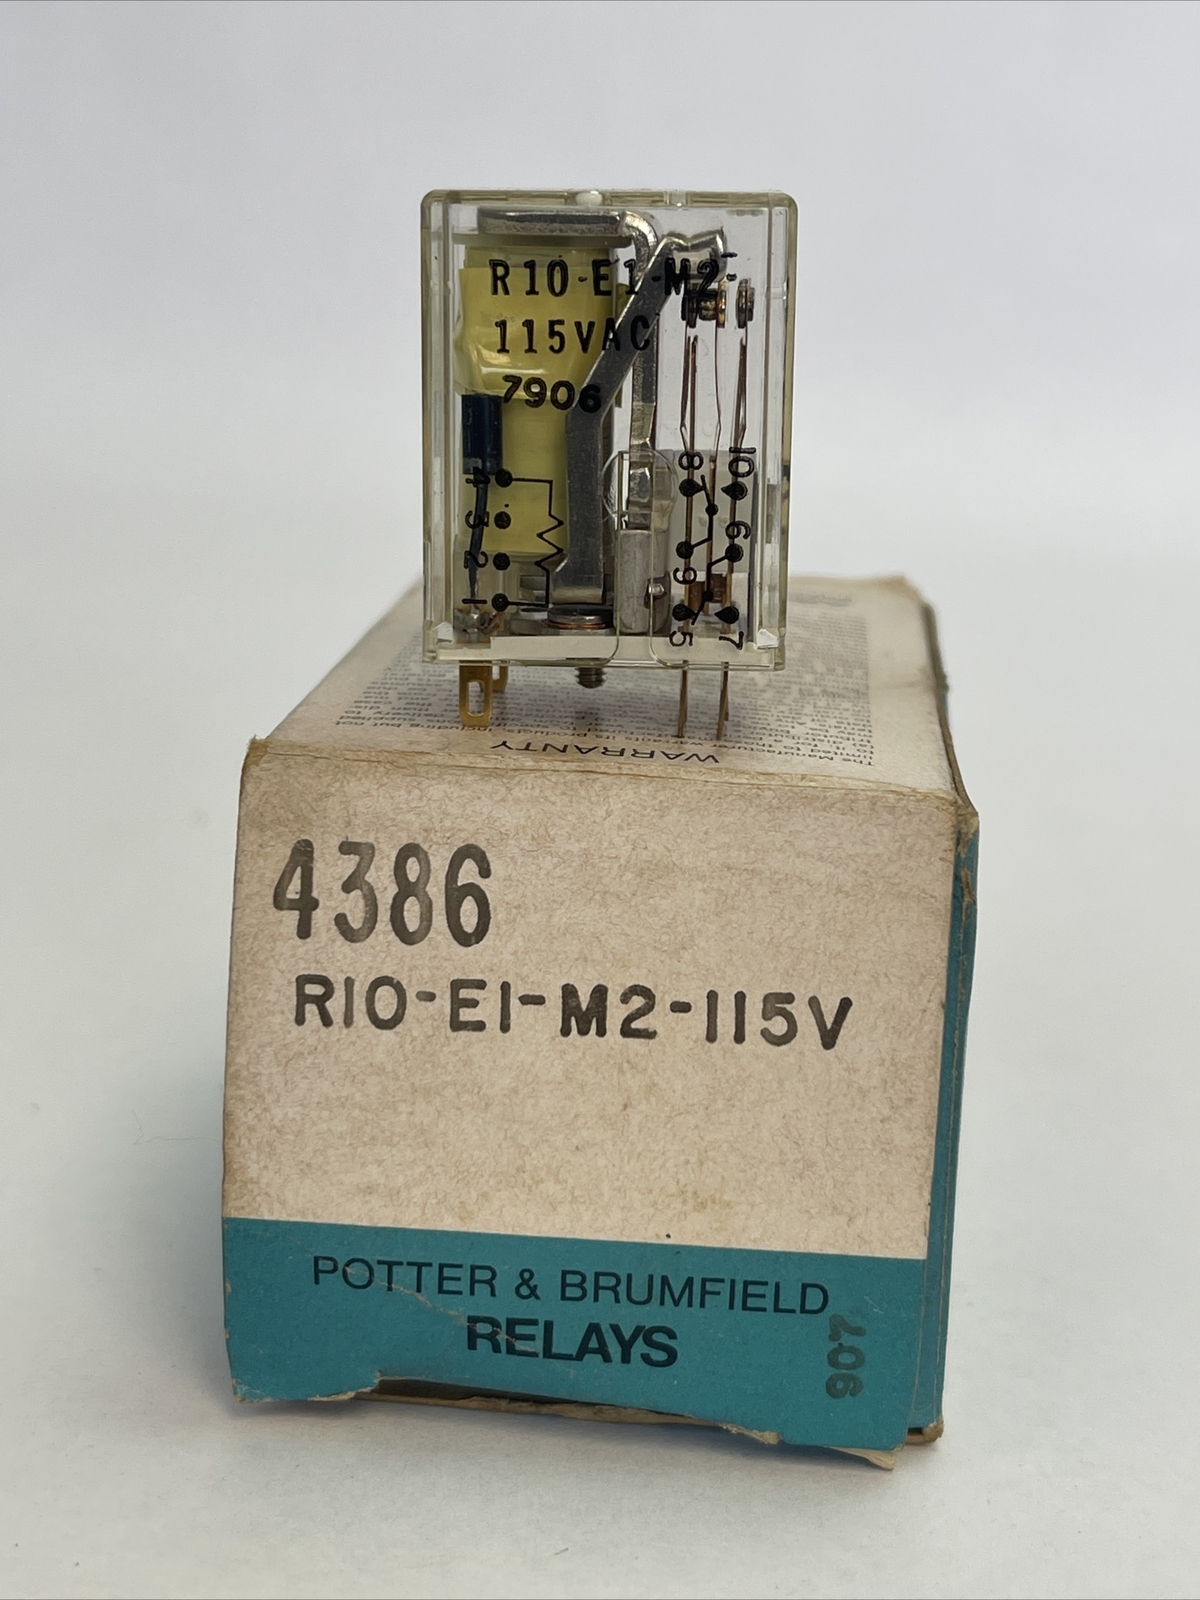 R10-E1-M2-
115VAC
7906
4
3
2
1
8
10
6
9
5
7
WARRANTY
4386
R10-E1-M2-115V
POTTER & BRUMFIELD
RELAYS
907